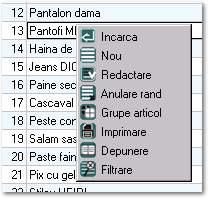 12 Pantalon dama
13 Pantofi
14 Haina de
15 Jeans DIO
16 Paine sec
17 Cascaval
18 Peste con
19 Salam sas
20 Paste fain
21 Pix cu gel
22
Incarca
Nou
Redactare
Anulare rand
Grupe articol
Imprimare
Depunere
Filtrare